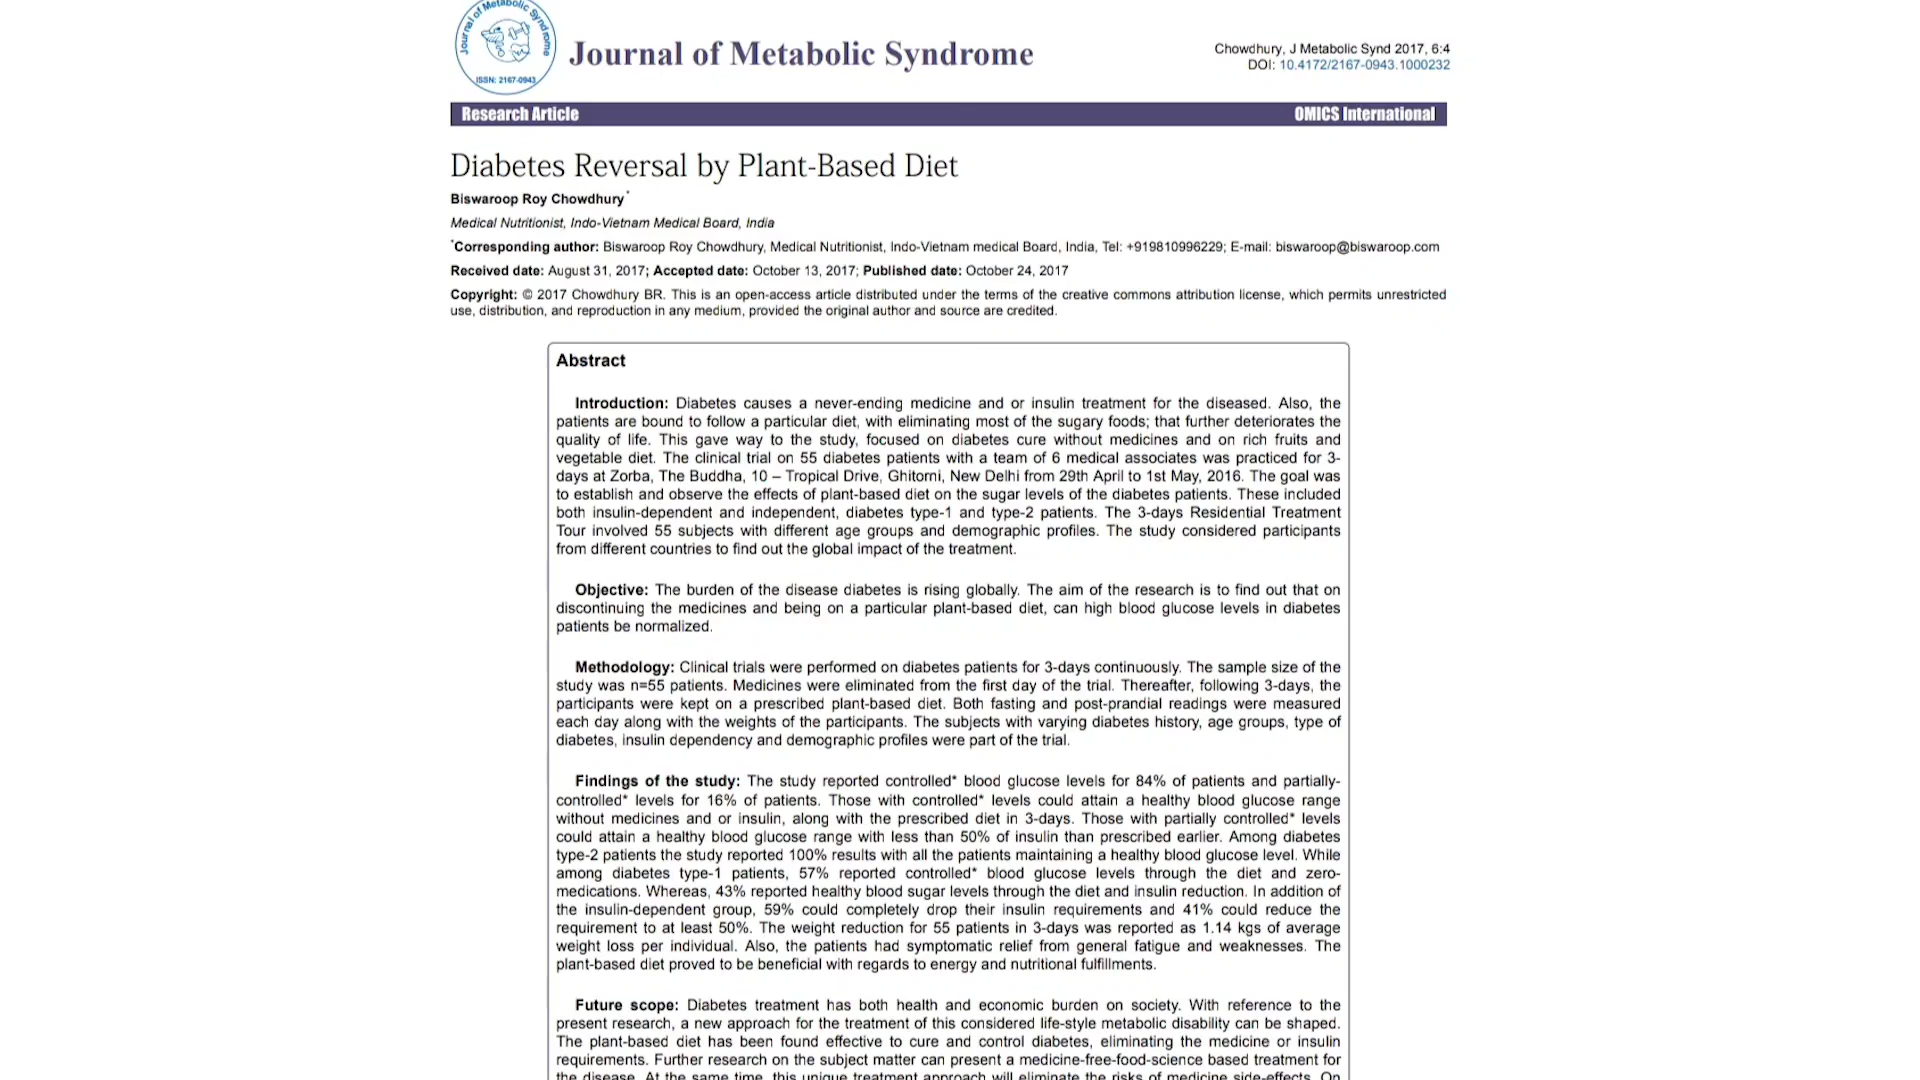 Journal of Metabolic Syndrome
ISSN: 2167-0943
Journal of Metabolic Syndrome
Chowdhury, J Metabolic Synd 2017, 6:4
DOI: 10.4172/2167-0943.1000232
Research Article
OMICS International
Diabetes Reversal by Plant-Based Diet
Biswaroop Roy Chowdhury*
Medical Nutritionist, Indo-Vietnam Medical Board, India
*Corresponding author: Biswaroop Roy Chowdhury, Medical Nutritionist, Indo-Vietnam medical Board, India, Tel: +919810996229; E-mail: biswaroop@biswaroop.com
Received date: August 31, 2017; Accepted date: October 13, 2017; Published date: October 24, 2017
Copyright: © 2017 Chowdhury BR. This is an open-access article distributed under the terms of the creative commons attribution license, which permits unrestricted
use, distribution, and reproduction in any medium, provided the original author and source are credited.
Abstract
Introduction: Diabetes causes a never-ending medicine and or insulin treatment for the diseased. Also, the
patients are bound to follow a particular diet, with eliminating most of the sugary foods; that further deteriorates the
quality of life. This gave way to the study, focused on diabetes cure without medicines and on rich fruits and
vegetable diet. The clinical trial on 55 diabetes patients with a team of 6 medical associates was practiced for 3-
days at Zorba, The Buddha, 10 – Tropical Drive, Ghitorni, New Delhi from 29th April to 1st May, 2016. The goal was
to establish and observe the effects of plant-based diet on the sugar levels of the diabetes patients. These included
both insulin-dependent and independent, diabetes type-1 and type-2 patients. The 3-days Residential Treatment
Tour involved 55 subjects with different age groups and demographic profiles. The study considered participants
from different countries to find out the global impact of the treatment.
Objective: The burden of the disease diabetes is rising globally. The aim of the research is to find out that on
discontinuing the medicines and being on a particular plant-based diet, can high blood glucose levels in diabetes
patients be normalized.
Methodology: Clinical trials were performed on diabetes patients for 3-days continuously. The sample size of the
study was n=55 patients. Medicines were eliminated from the first day of the trial. Thereafter, following 3-days, the
participants were kept on a prescribed plant-based diet. Both fasting and post-prandial readings were measured
each day along with the weights of the participants. The subjects with varying diabetes history, age groups, type of
diabetes, insulin dependency and demographic profiles were part of the trial.
Findings of the study: The study reported controlled* blood glucose levels for 84% of patients and partially-
controlled* levels for 16% of patients. Those with controlled* levels could attain a healthy blood glucose range
without medicines and or insulin, along with the prescribed diet in 3-days. Those with partially controlled* levels
could attain a healthy blood glucose range with less than 50% of insulin than prescribed earlier. Among diabetes
type-2 patients the study reported 100% results with all the patients maintaining a healthy blood glucose level. While
among diabetes type-1 patients, 57% reported controlled* blood glucose levels through the diet and zero-
medications. Whereas, 43% reported healthy blood sugar levels through the diet and insulin reduction. In addition of
the insulin-dependent group, 59% could completely drop their insulin requirements and 41% could reduce the
requirement to at least 50%. The weight reduction for 55 patients in 3-days was reported as 1.14 kgs of average
weight loss per individual. Also, the patients had symptomatic relief from general fatigue and weaknesses. The
plant-based diet proved to be beneficial with regards to energy and nutritional fulfillments.
Future scope: Diabetes treatment has both health and economic burden on society. With reference to the
present research, a new approach for the treatment of this considered life-style metabolic disability can be shaped.
The plant-based diet has been found effective to cure and control diabetes, eliminating the medicine or insulin
requirements. Further research on the subject matter can present a medicine-free-food-science based treatment for
the disease. At the same time, this unique treatment approach will eliminate the risks of medicine side-effects. On